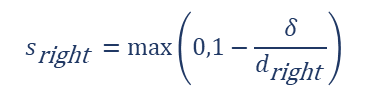 s_right = max(0,1 − δ/d_right)